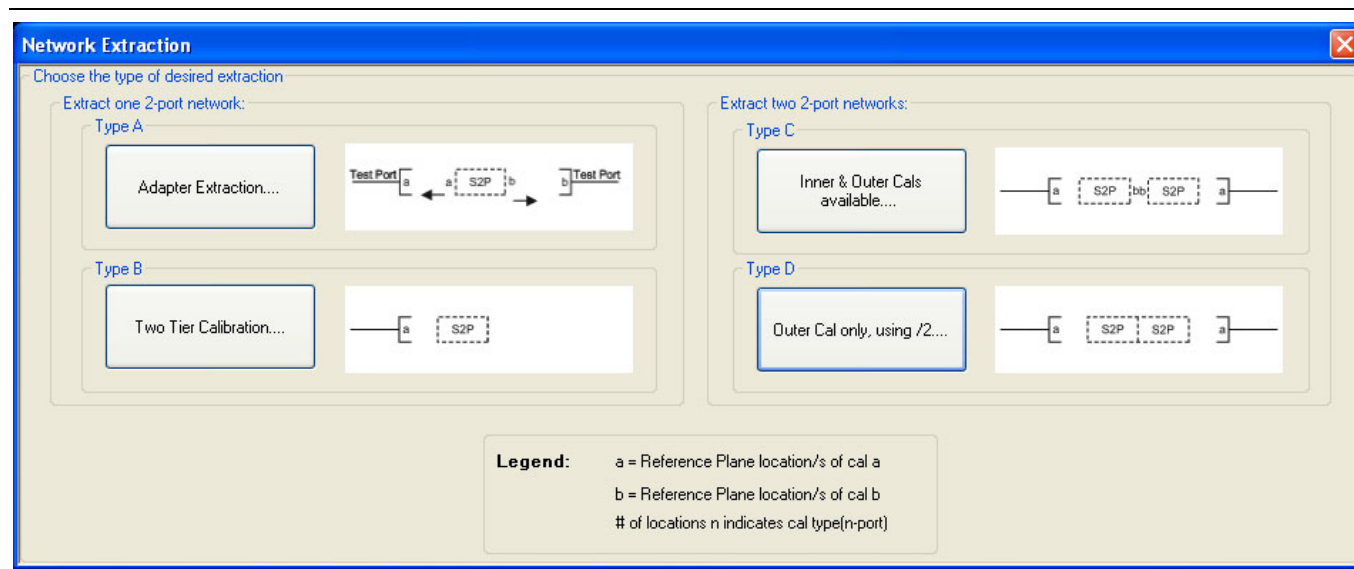 Network Extraction
Choose the type of desired extraction
Extract one 2-port network:
Type A
Adapter Extraction....
Test Port a a S2P b b Test Port
Type B
Two Tier Calibration....
a S2P
Extract two 2-port networks:
Type C
Inner & Outer Cals
available....
a S2P bb S2P a
Type D
Outer Cal only, using /2....
a S2P S2P a
Legend: a = Reference Plane location/s of cal a
b = Reference Plane location/s of cal b
# of locations n indicates cal type(n-port)